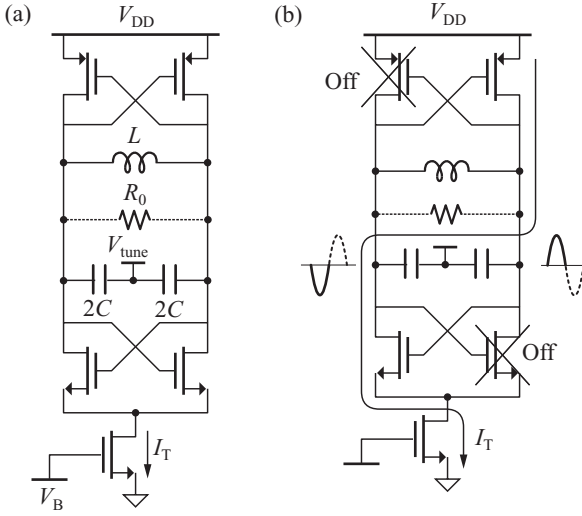 (a)
V_DD
L
R_0
V_tune
2C
2C
I_T
V_B
(b)
V_DD
Off
Off
I_T